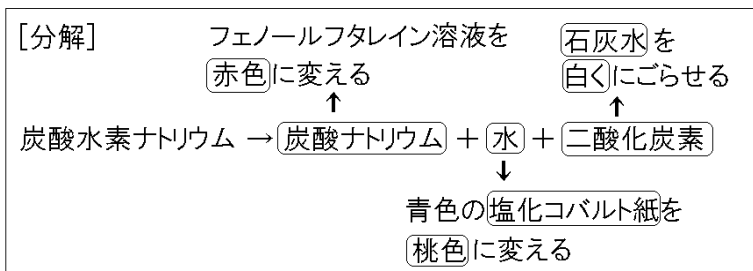 [分解] フェノールフタレイン溶液を 石灰水を
赤色に変える 白くにごらせる
↑ ↑
炭酸水素ナトリウム → 炭酸ナトリウム + 水 + 二酸化炭素
↓
青色の塩化コバルト紙を
桃色に変える